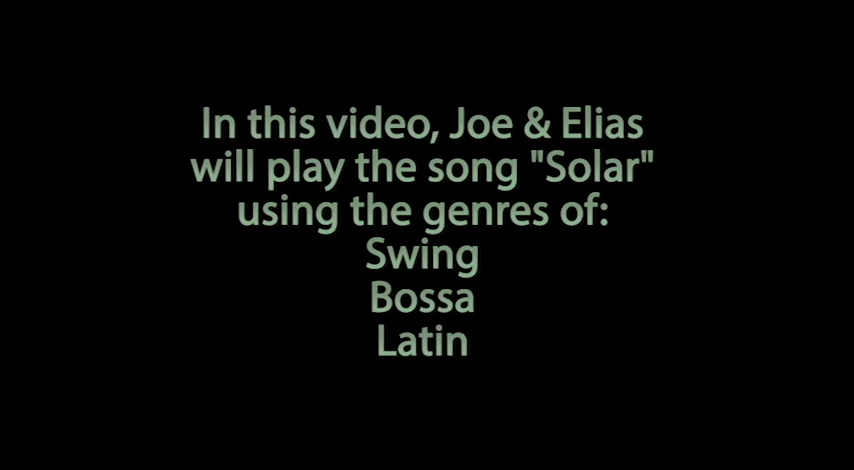 In this video, Joe & Elias
will play the song "Solar"
using the genres of:
Swing
Bossa
Latin